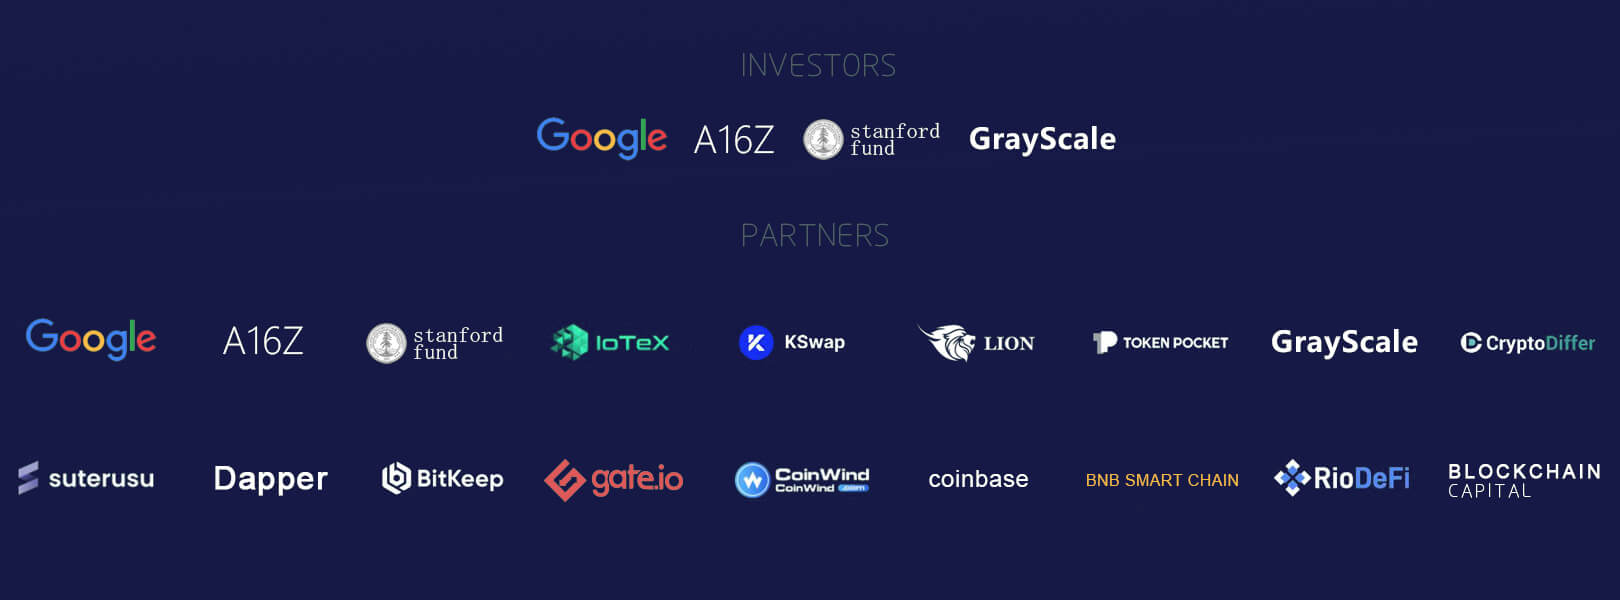 INVESTORS
Google A16Z stanford fund GrayScale
PARTNERS
Google A16Z stanford fund IoTeX KSwap LION TOKEN POCKET GrayScale CryptoDiffer
suterusu Dapper BitKeep gate.io CoinWind CoinWind .com coinbase BNB SMART CHAIN RioDeFi BLOCKCHAIN CAPITAL